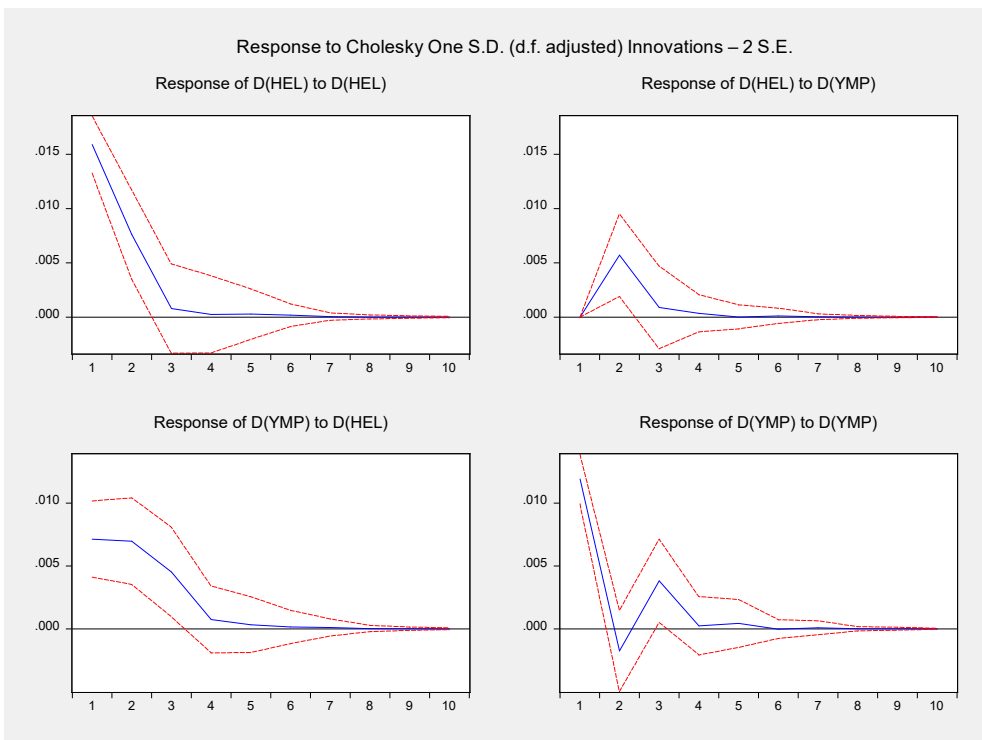 Response to Cholesky One S.D. (d.f. adjusted) Innovations – 2 S.E.
Response of D(HEL) to D(HEL)
.015
.010
.005
.000
1 2 3 4 5 6 7 8 9 10
Response of D(HEL) to D(YMP)
.015
.010
.005
.000
1 2 3 4 5 6 7 8 9 10
Response of D(YMP) to D(HEL)
.010
.005
.000
1 2 3 4 5 6 7 8 9 10
Response of D(YMP) to D(YMP)
.010
.005
.000
1 2 3 4 5 6 7 8 9 10